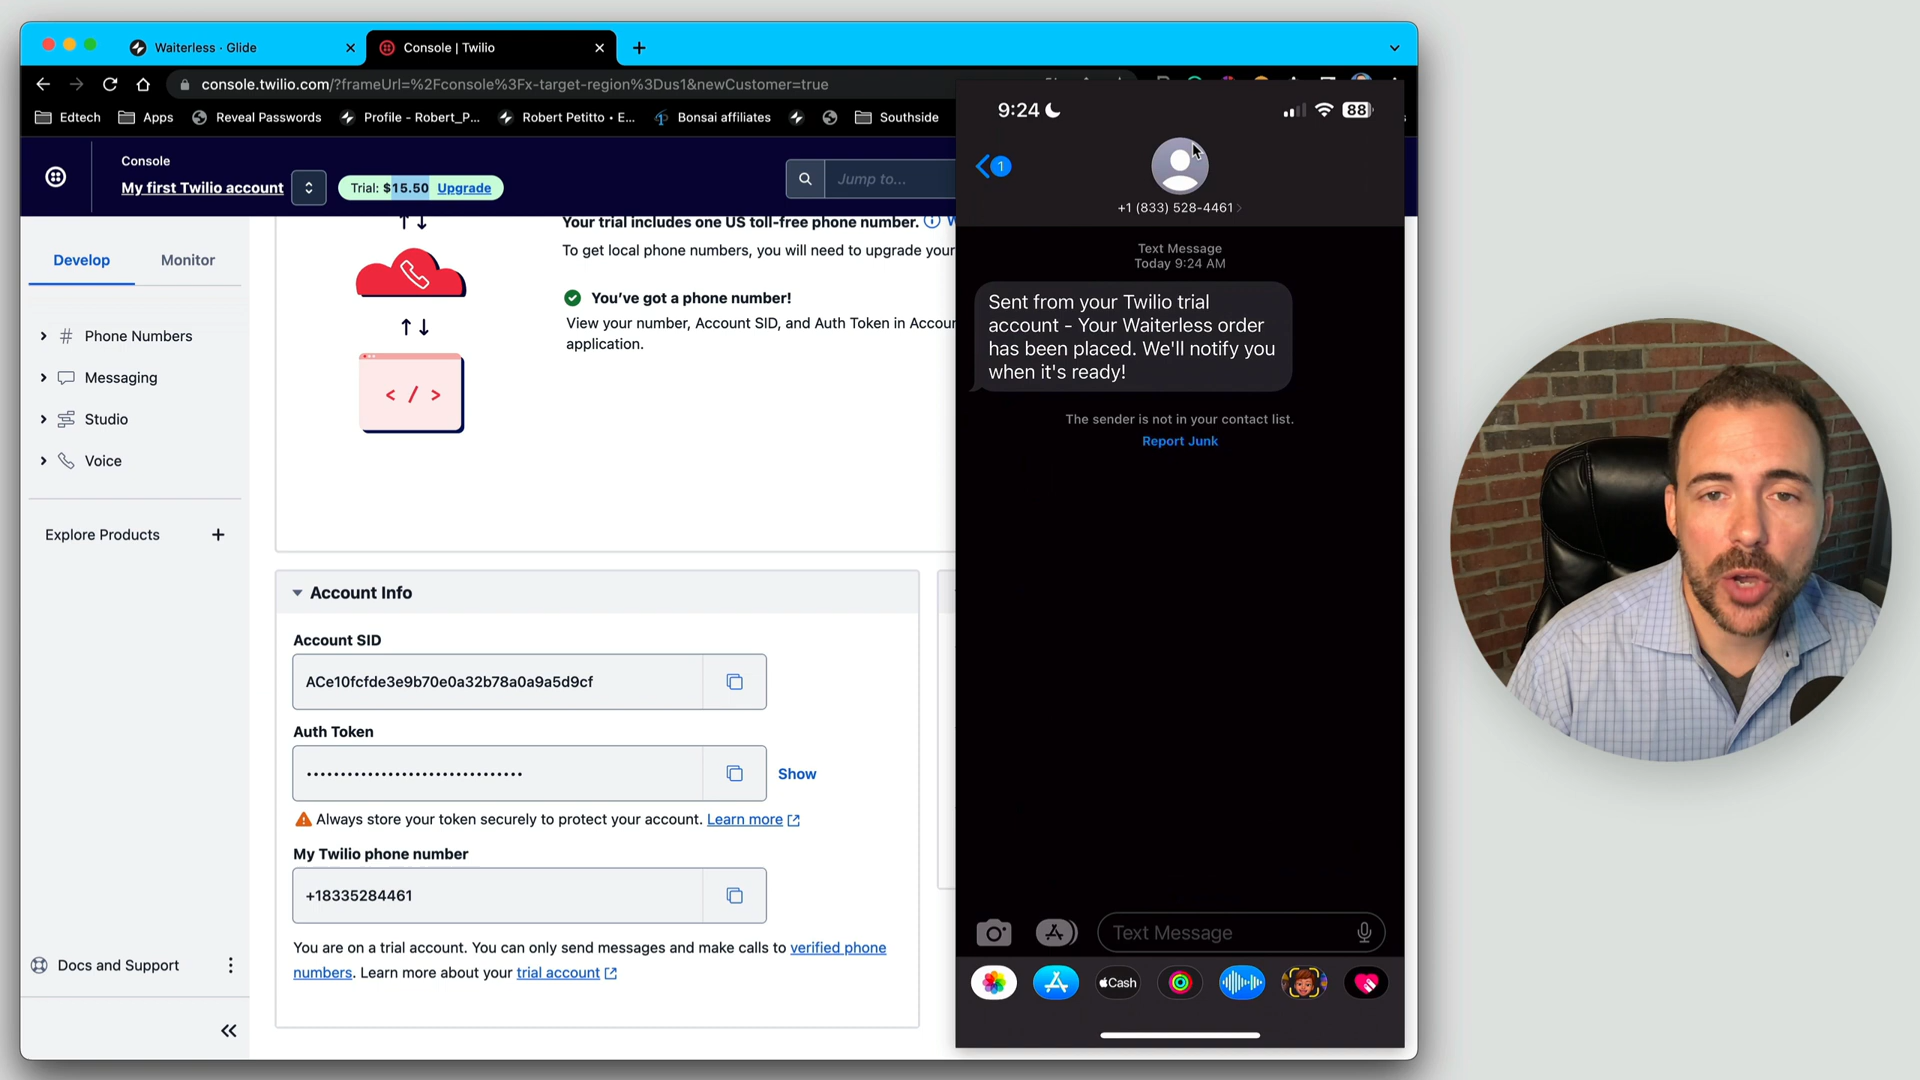 Waiterless · Glide
Console | Twilio
console.twilio.com/?frameUrl=%2Fconsole%3Fx-target-region%3Dus1&newCustomer=true
Edtech
Apps
Reveal Passwords
Profile - Robert_P...
Robert Petitto • E...
Bonsai affiliates
Southside
Console
My first Twilio account
Trial: $15.50 Upgrade
Jump to...
Develop
Monitor
Phone Numbers
Messaging
Studio
Voice
Explore Products
Docs and Support
Your trial includes one US toll-free phone number.
To get local phone numbers, you will need to upgrade your
You've got a phone number!
View your number, Account SID, and Auth Token in Accou
application.
Account Info
Account SID
ACe10fcfde3e9b70e0a32b78a0a9a5d9cf
Auth Token
••••••••••••••••••••••••••••••••
Show
Always store your token securely to protect your account. Learn more
My Twilio phone number
+18335284461
You are on a trial account. You can only send messages and make calls to verified phone
numbers. Learn more about your trial account
9:24
88
1
+1 (833) 528-4461
Text Message
Today 9:24 AM
Sent from your Twilio trial
account - Your Waiterless order
has been placed. We'll notify you
when it's ready!
The sender is not in your contact list.
Report Junk
Text Message
Cash